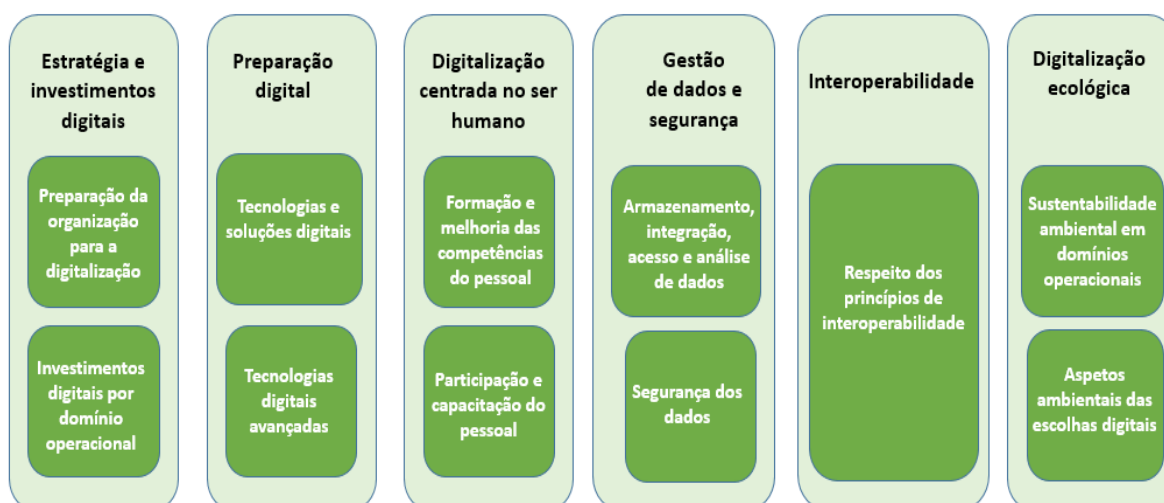 Estratégia e
investimentos
digitais
Preparação da
organização
para a
digitalização
Investimentos
digitais por
domínio
operacional
Preparação
digital
Tecnologias e
soluções digitais
Tecnologias
digitais
avançadas
Digitalização
centrada no ser
humano
Formação e
melhoria das
competências
do pessoal
Participação e
capacitação do
pessoal
Gestão
de dados e
segurança
Armazenamento,
integração,
acesso e análise
de dados
Segurança dos
dados
Interoperabilidade
Respeito dos
princípios de
interoperabilidade
Digitalização
ecológica
Sustentabilidade
ambiental em
domínios
operacionais
Aspetos
ambientais das
escolhas digitais